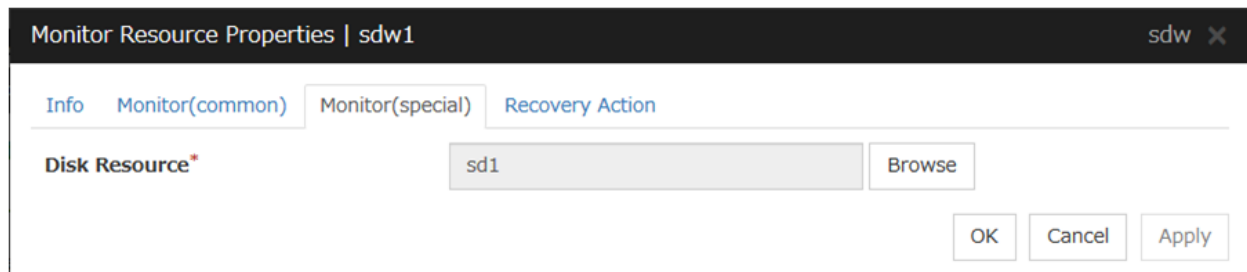 Monitor Resource Properties | sdw1 sdw ×
Info Monitor(common) Monitor(special) Recovery Action
Disk Resource* sd1 Browse
OK Cancel Apply